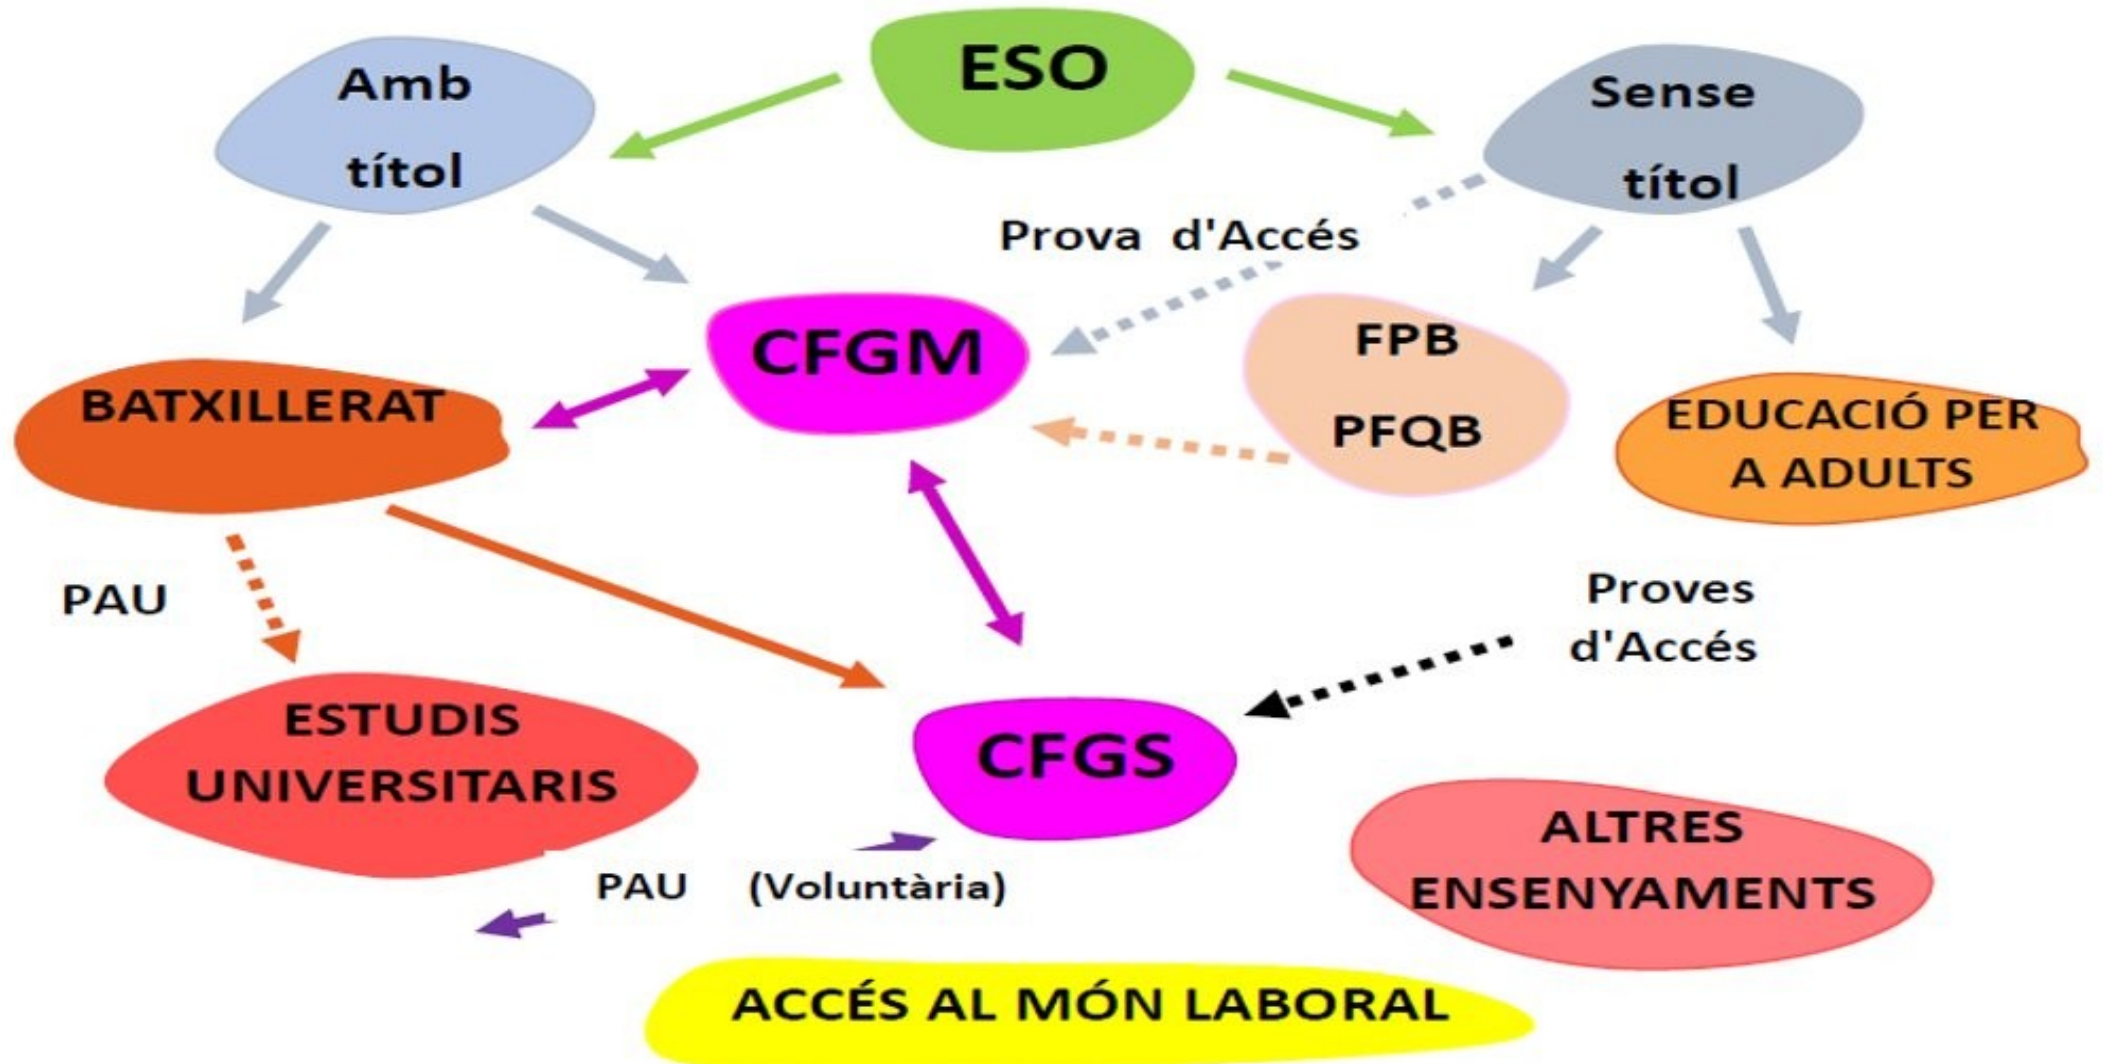 ESO
Amb
títol
Sense
títol
Prova d'Accés
CFGM
FPB
PFQB
BATXILLERAT
EDUCACIÓ PER
A ADULTS
PAU
Proves
d'Accés
ESTUDIS
UNIVERSITARIS
CFGS
ALTRES
ENSENYAMENTS
PAU (Voluntària)
ACCÉS AL MÓN LABORAL